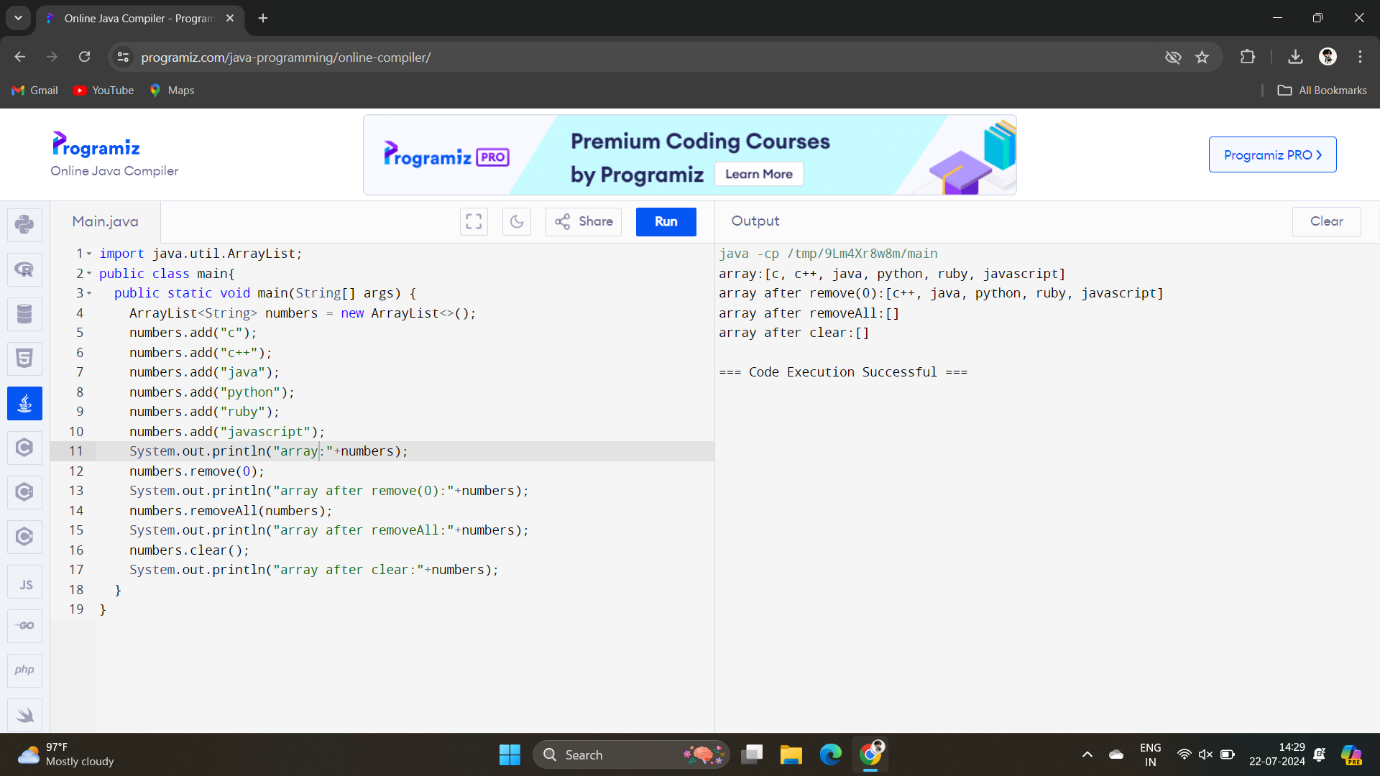 Online Java Compiler - Program
programiz.com/java-programming/online-compiler/
Gmail YouTube Maps All Bookmarks
Programiz
Online Java Compiler
Programiz PRO
Premium Coding Courses
by Programiz Learn More
Programiz PRO >
Main.java Share Run Output Clear
1 import java.util.ArrayList;
2 public class main{
3 public static void main(String[] args) {
4 ArrayList<String> numbers = new ArrayList<>();
5 numbers.add("c");
6 numbers.add("c++");
7 numbers.add("java");
8 numbers.add("python");
9 numbers.add("ruby");
10 numbers.add("javascript");
11 System.out.println("array:"+numbers);
12 numbers.remove(0);
13 System.out.println("array after remove(0):"+numbers);
14 numbers.removeAll(numbers);
15 System.out.println("array after removeAll:"+numbers);
16 numbers.clear();
17 System.out.println("array after clear:"+numbers);
18 }
19 }
java -cp /tmp/9Lm4Xr8w8m/main
array:[c, c++, java, python, ruby, javascript]
array after remove(0):[c++, java, python, ruby, javascript]
array after removeAll:[]
array after clear:[]
=== Code Execution Successful ===
JS
GO
php
97°F
Mostly cloudy
Search
ENG
IN
14:29
22-07-2024
PRE